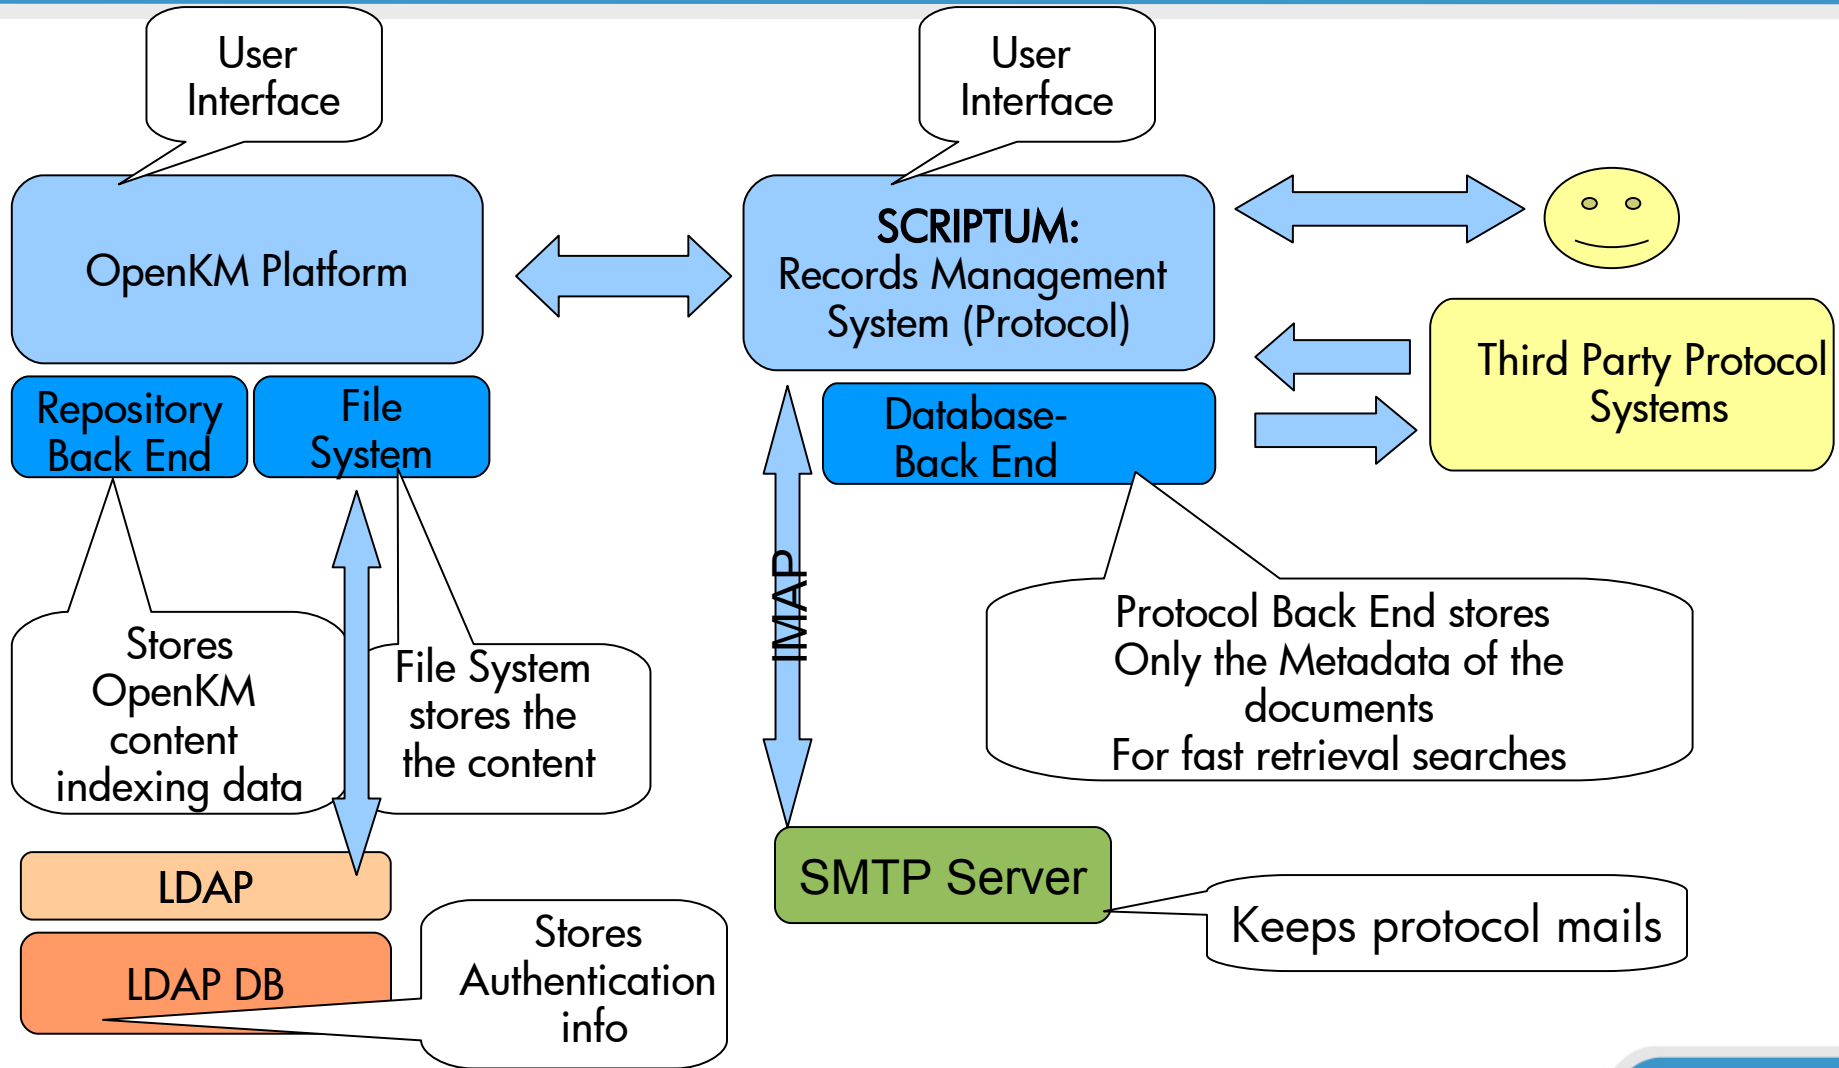 User
Interface
User
Interface
OpenKM Platform
SCRIPTUM:
Records Management
System (Protocol)
Third Party Protocol
Systems
Repository
Back End
File
System
Database-
Back End
IMAP
Stores
OpenKM
content
indexing data
File System
stores the
the content
Protocol Back End stores
Only the Metadata of the
documents
For fast retrieval searches
LDAP
LDAP DB
Stores
Authentication
info
SMTP Server
Keeps protocol mails